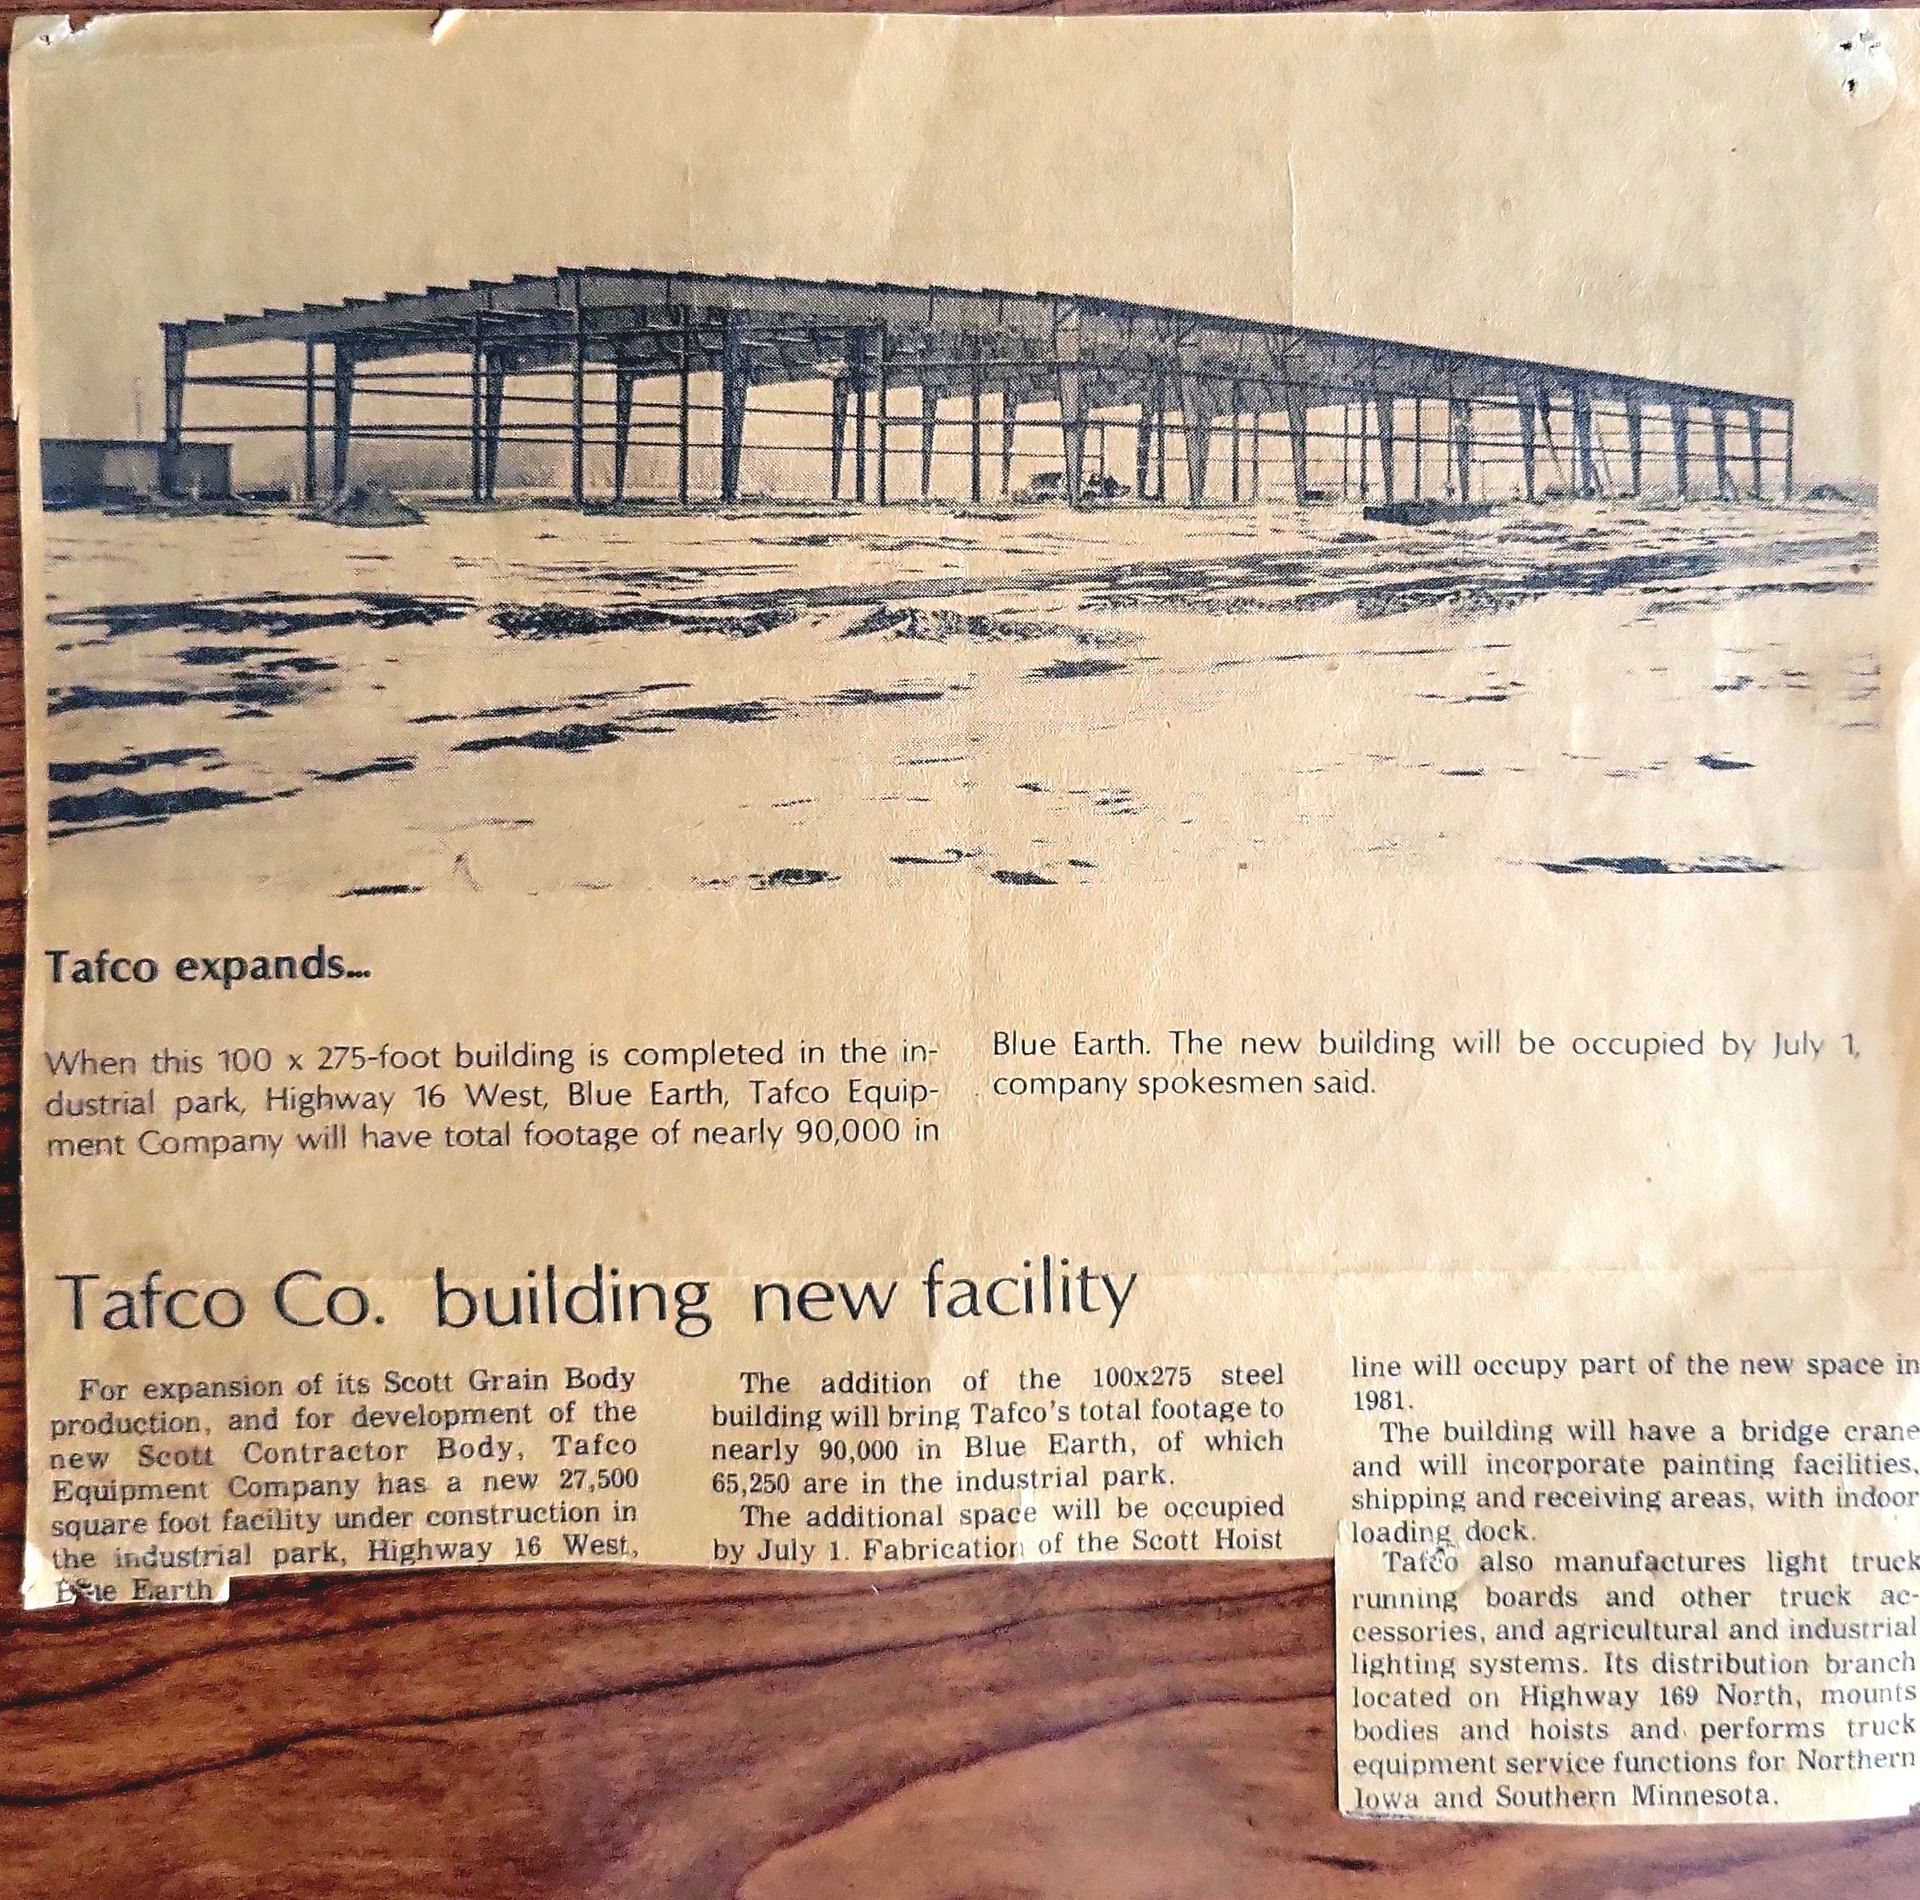 Tafco expands...
When this 100 x 275-foot building is completed in the in-
dustrial park, Highway 16 West, Blue Earth, Tafco Equip-
ment Company will have total footage of nearly 90,000 in
Blue Earth. The new building will be occupied by July 1,
company spokesmen said.
Tafco Co. building new facility
For expansion of its Scott Grain Body
production, and for development of the
new Scott Contractor Body, Tafco
Equipment Company has a new 27,500
square foot facility under construction in
the industrial park, Highway 16 West,
Blue Earth
The addition of the 100x275 steel
building will bring Tafco's total footage to
nearly 90,000 in Blue Earth, of which
65,250 are in the industrial park.
The additional space will be occupied
by July 1. Fabrication of the Scott Hoist
line will occupy part of the new space in
1981.
The building will have a bridge crane
and will incorporate painting facilities,
shipping and receiving areas, with indoor
loading dock.
Tafco also manufactures light truck
running boards and other truck ac-
cessories, and agricultural and industrial
lighting systems. Its distribution branch
located on Highway 169 North, mounts
bodies and hoists and performs truck
equipment service functions for Northern
Iowa and Southern Minnesota.